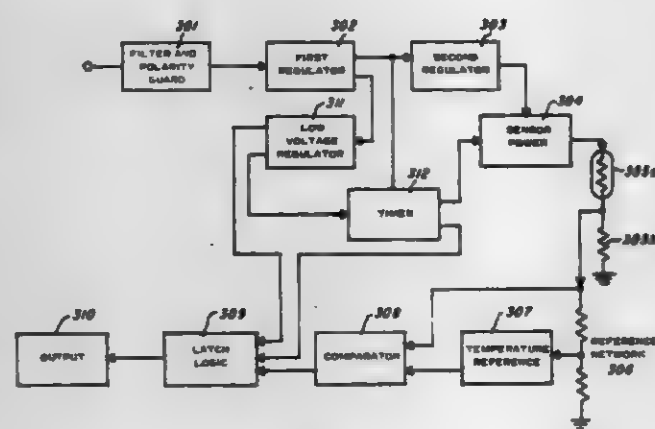 301
FILTER AND
POLARITY
GUARD
302
FIRST
REGULATOR
303
SECOND
REGULATOR
311
LOW
VOLTAGE
REGULATOR
304
SENSOR
POWER
312
TIMER
305a
305b
310
OUTPUT
309
LATCH
LOGIC
308
COMPARATOR
307
TEMPERATURE
REFERENCE
REFERENCE
NETWORK
306